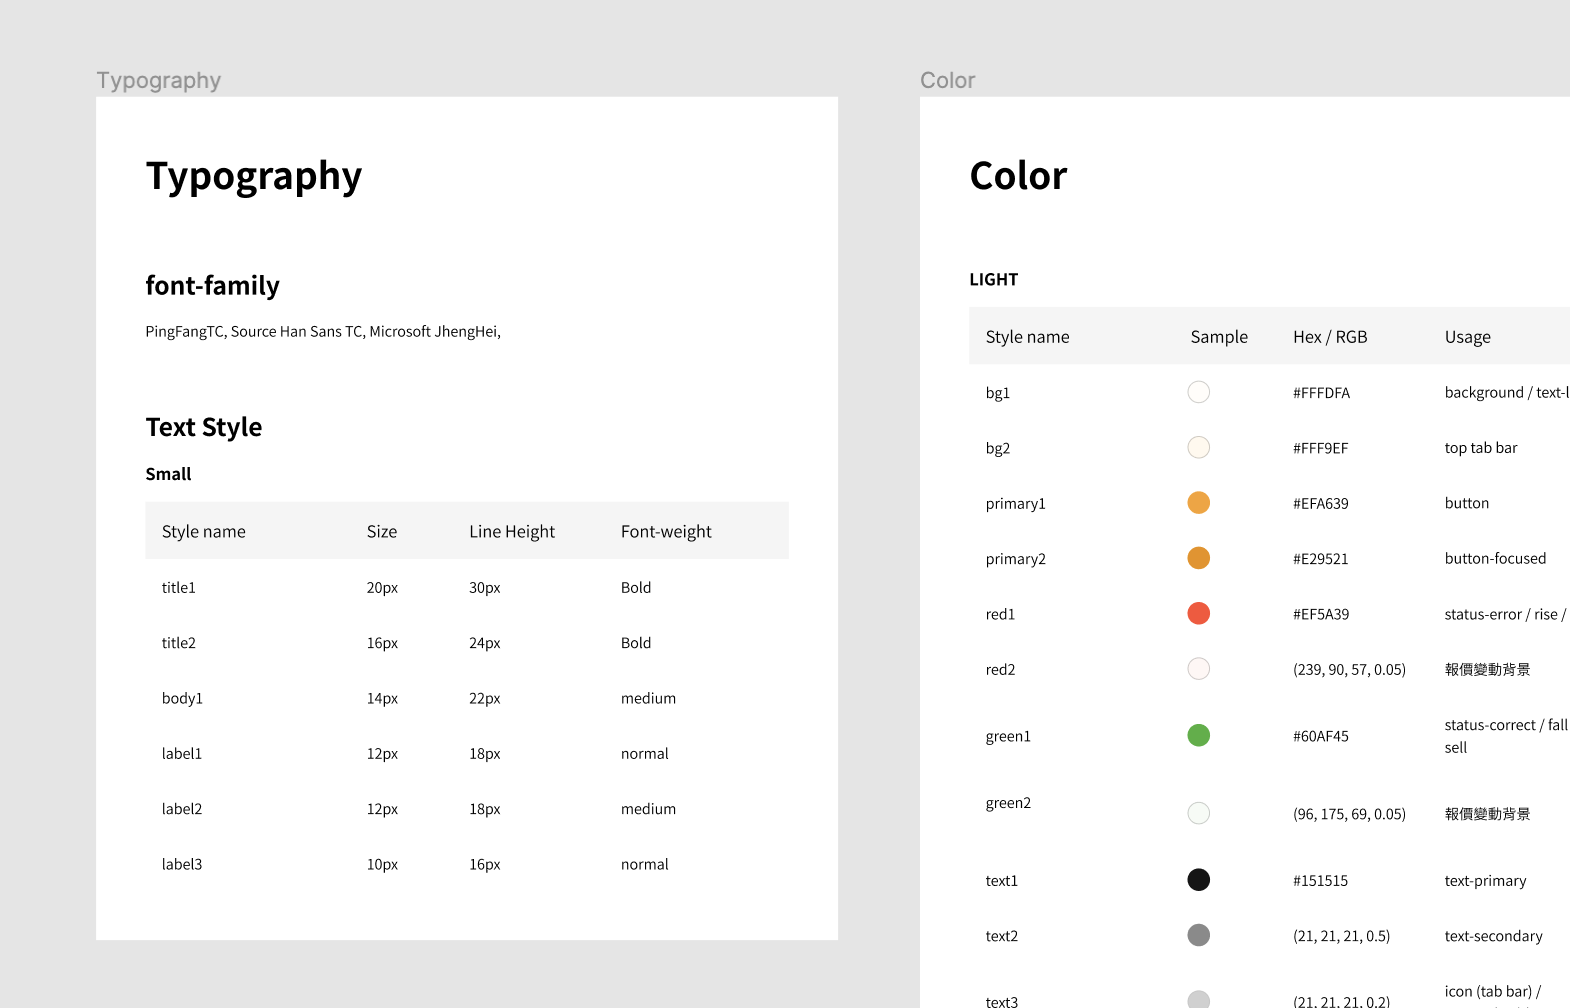 Typography
Typography
font-family
PingFangTC, Source Han Sans TC, Microsoft JhengHei,
Text Style
Small
Style name Size Line Height Font-weight
title1 20px 30px Bold
title2 16px 24px Bold
body1 14px 22px medium
label1 12px 18px normal
label2 12px 18px medium
label3 10px 16px normal
Color
Color
LIGHT
Style name Sample Hex / RGB Usage
bg1 #FFFDFA background / text-l
bg2 #FFF9EF top tab bar
primary1 #EFA639 button
primary2 #E29521 button-focused
red1 #EF5A39 status-error / rise /
red2 (239, 90, 57, 0.05) 報價變動背景
green1 #60AF45 status-correct / fall
sell
green2 (96, 175, 69, 0.05) 報價變動背景
text1 #151515 text-primary
text2 (21, 21, 21, 0.5) text-secondary
text3 (21, 21, 21, 0.2) icon (tab bar) /